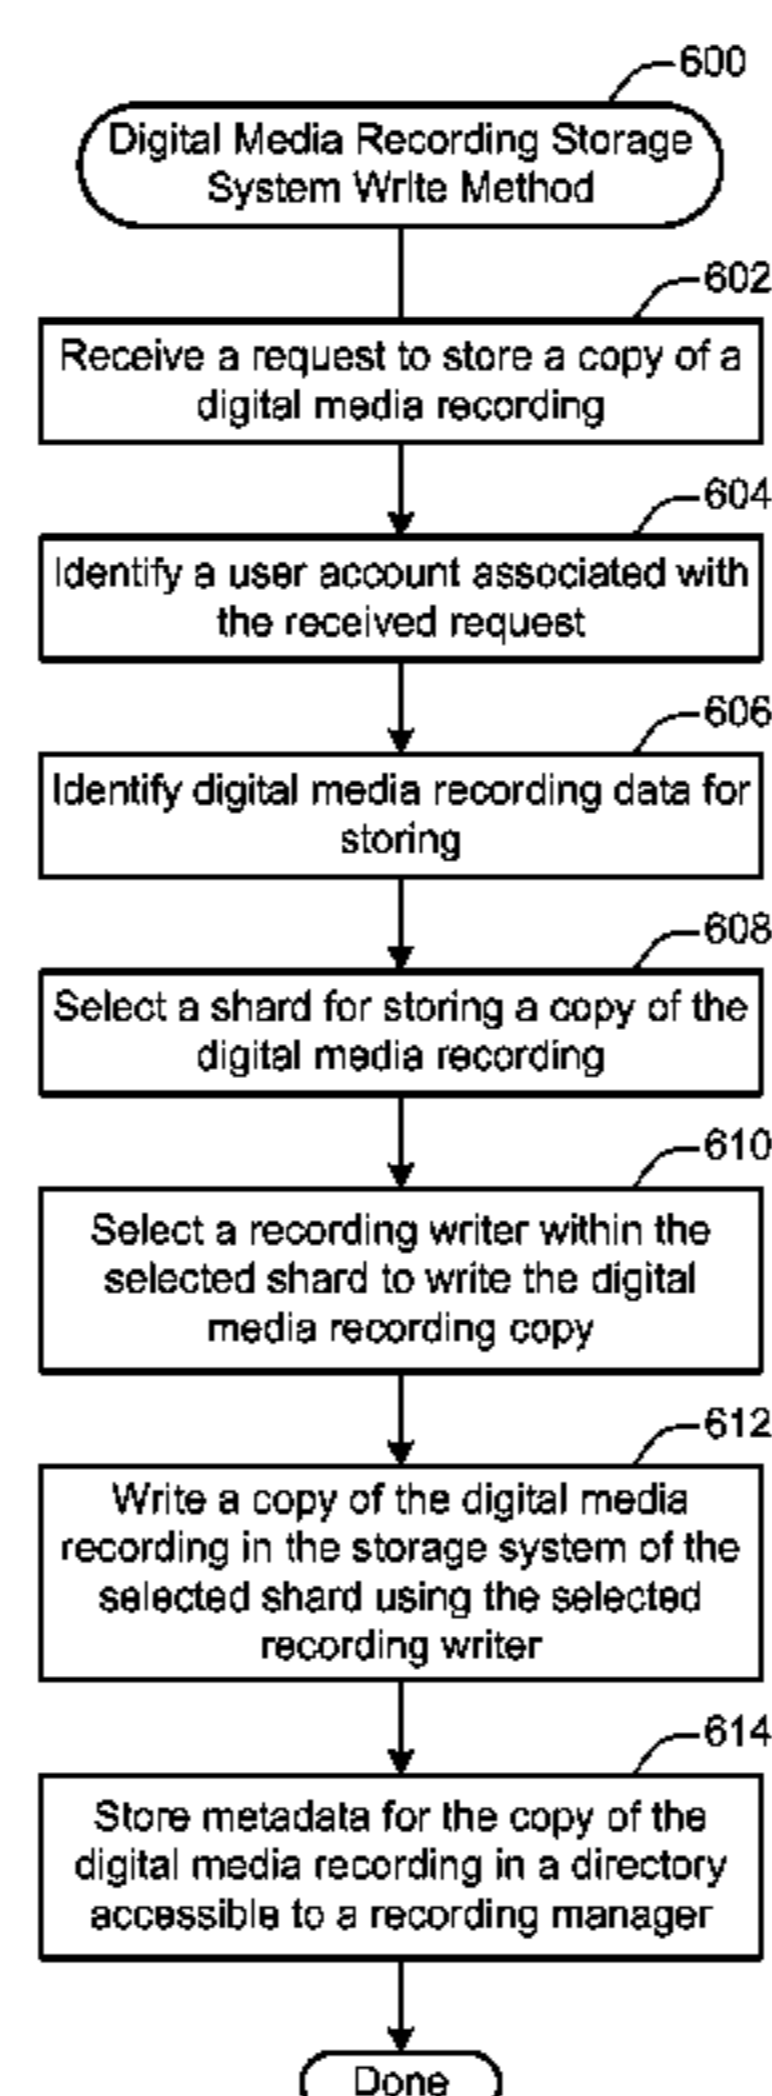 600
Digital Media Recording Storage
System Write Method
602
Receive a request to store a copy of a
digital media recording
604
Identify a user account associated with
the received request
606
Identify digital media recording data for
storing
608
Select a shard for storing a copy of the
digital media recording
610
Select a recording writer within the
selected shard to write the digital
media recording copy
612
Write a copy of the digital media
recording in the storage system of the
selected shard using the selected
recording writer
614
Store metadata for the copy of the
digital media recording in a directory
accessible to a recording manager
Done